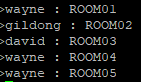 >wayne : ROOM01
>gildong : ROOM02
>david : ROOM03
>wayne : ROOM04
>wayne : ROOM05